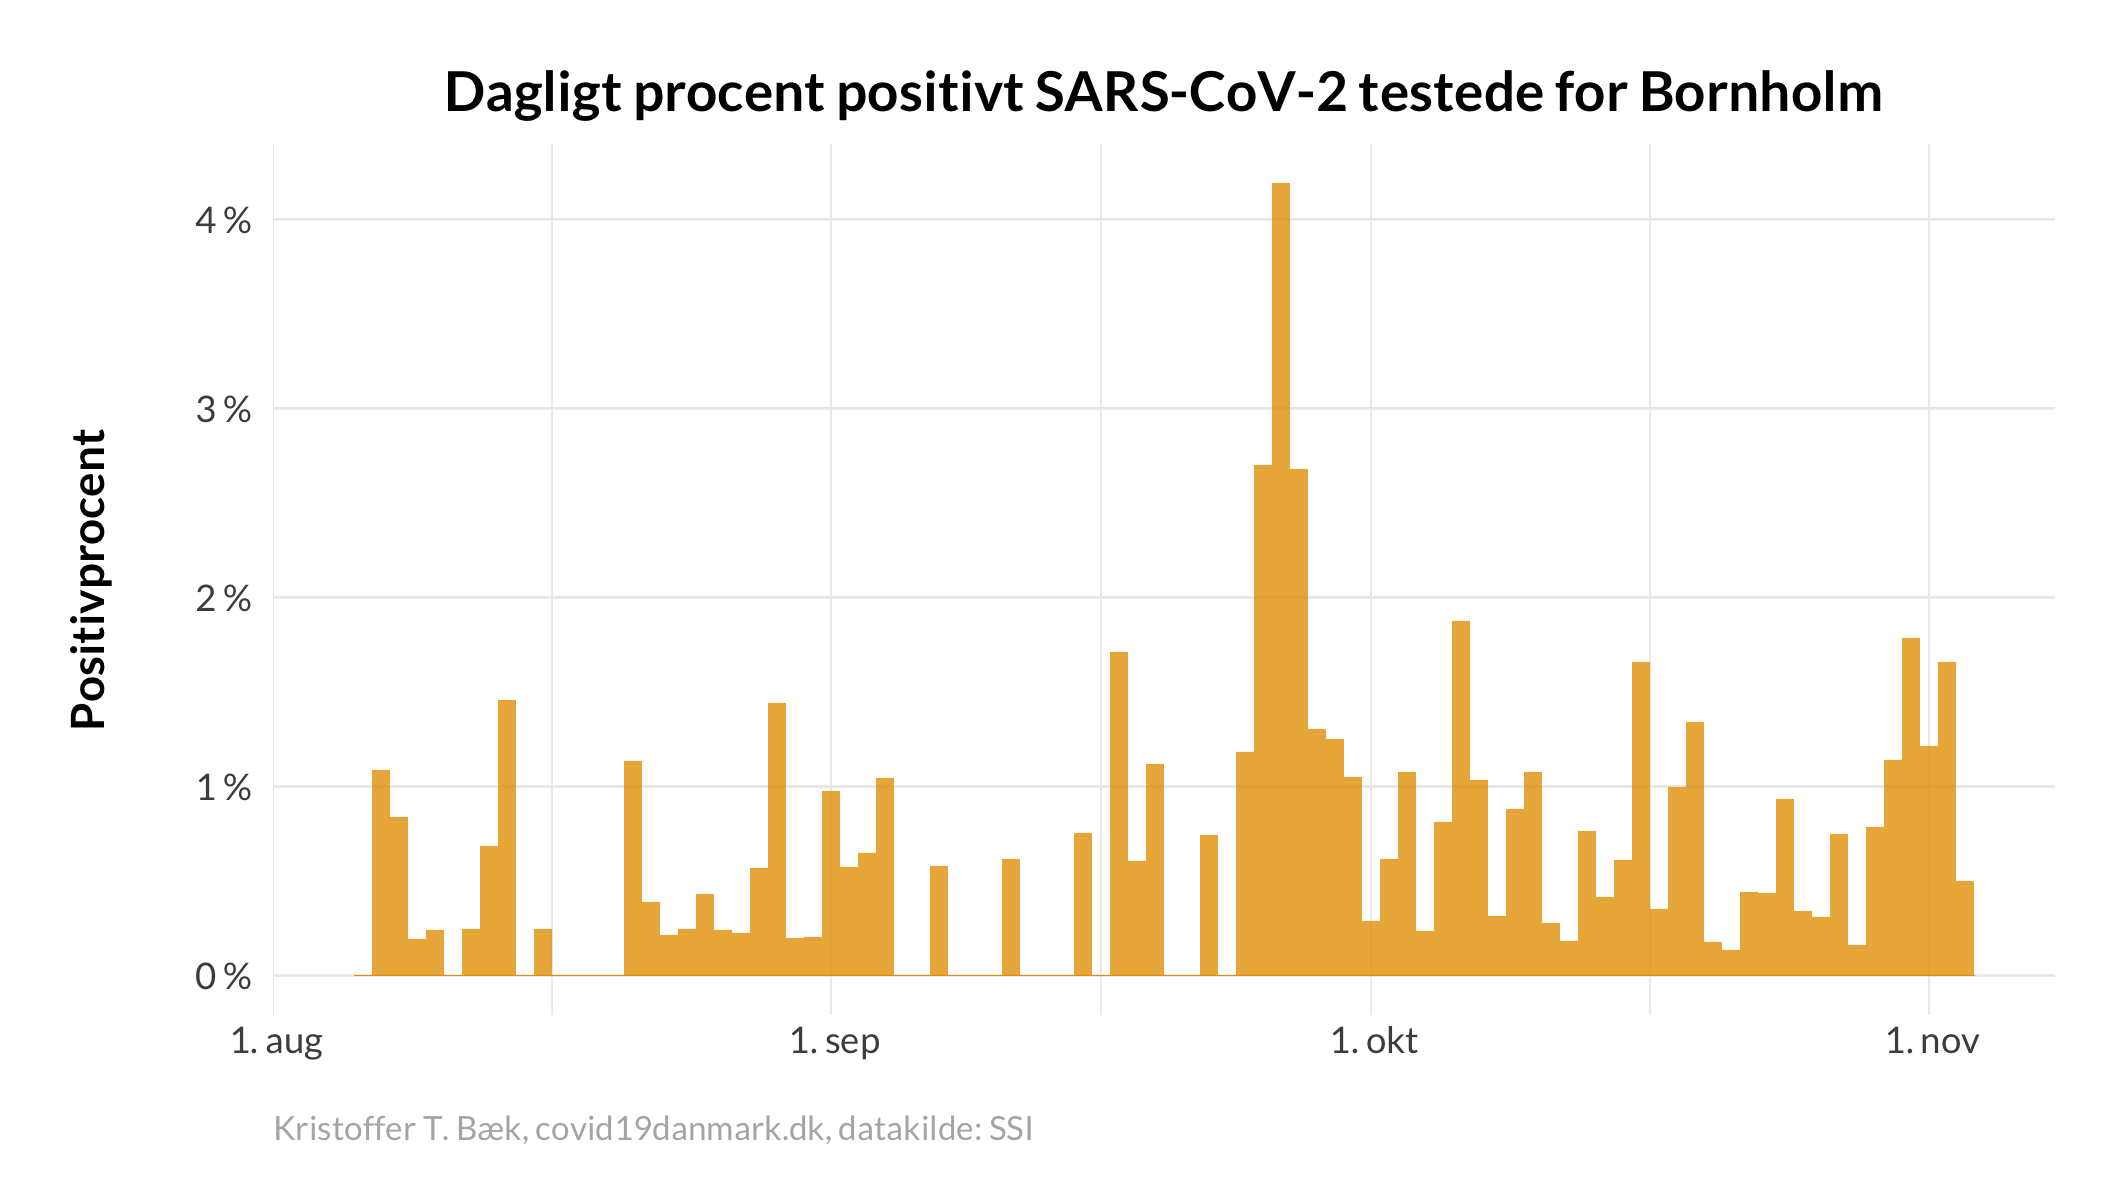 Dagligt procent positivt SARS-CoV-2 testede for Bornholm
Positivprocent
4 %
3 %
2 %
1 %
0 %
1. aug
1. sep
1. okt
1. nov
Kristoffer T. Bæk, covid19danmark.dk, datakilde: SSI